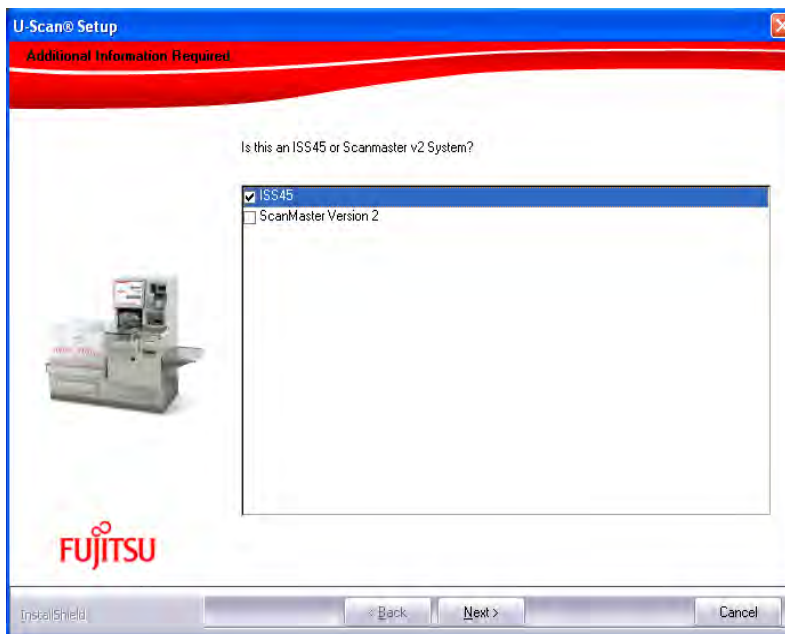 U-Scan® Setup
Additional Information Required
Is this an ISS45 or Scanmaster v2 System?
ISS45
ScanMaster Version 2
FUJITSU
InstallShield
< Back
Next >
Cancel